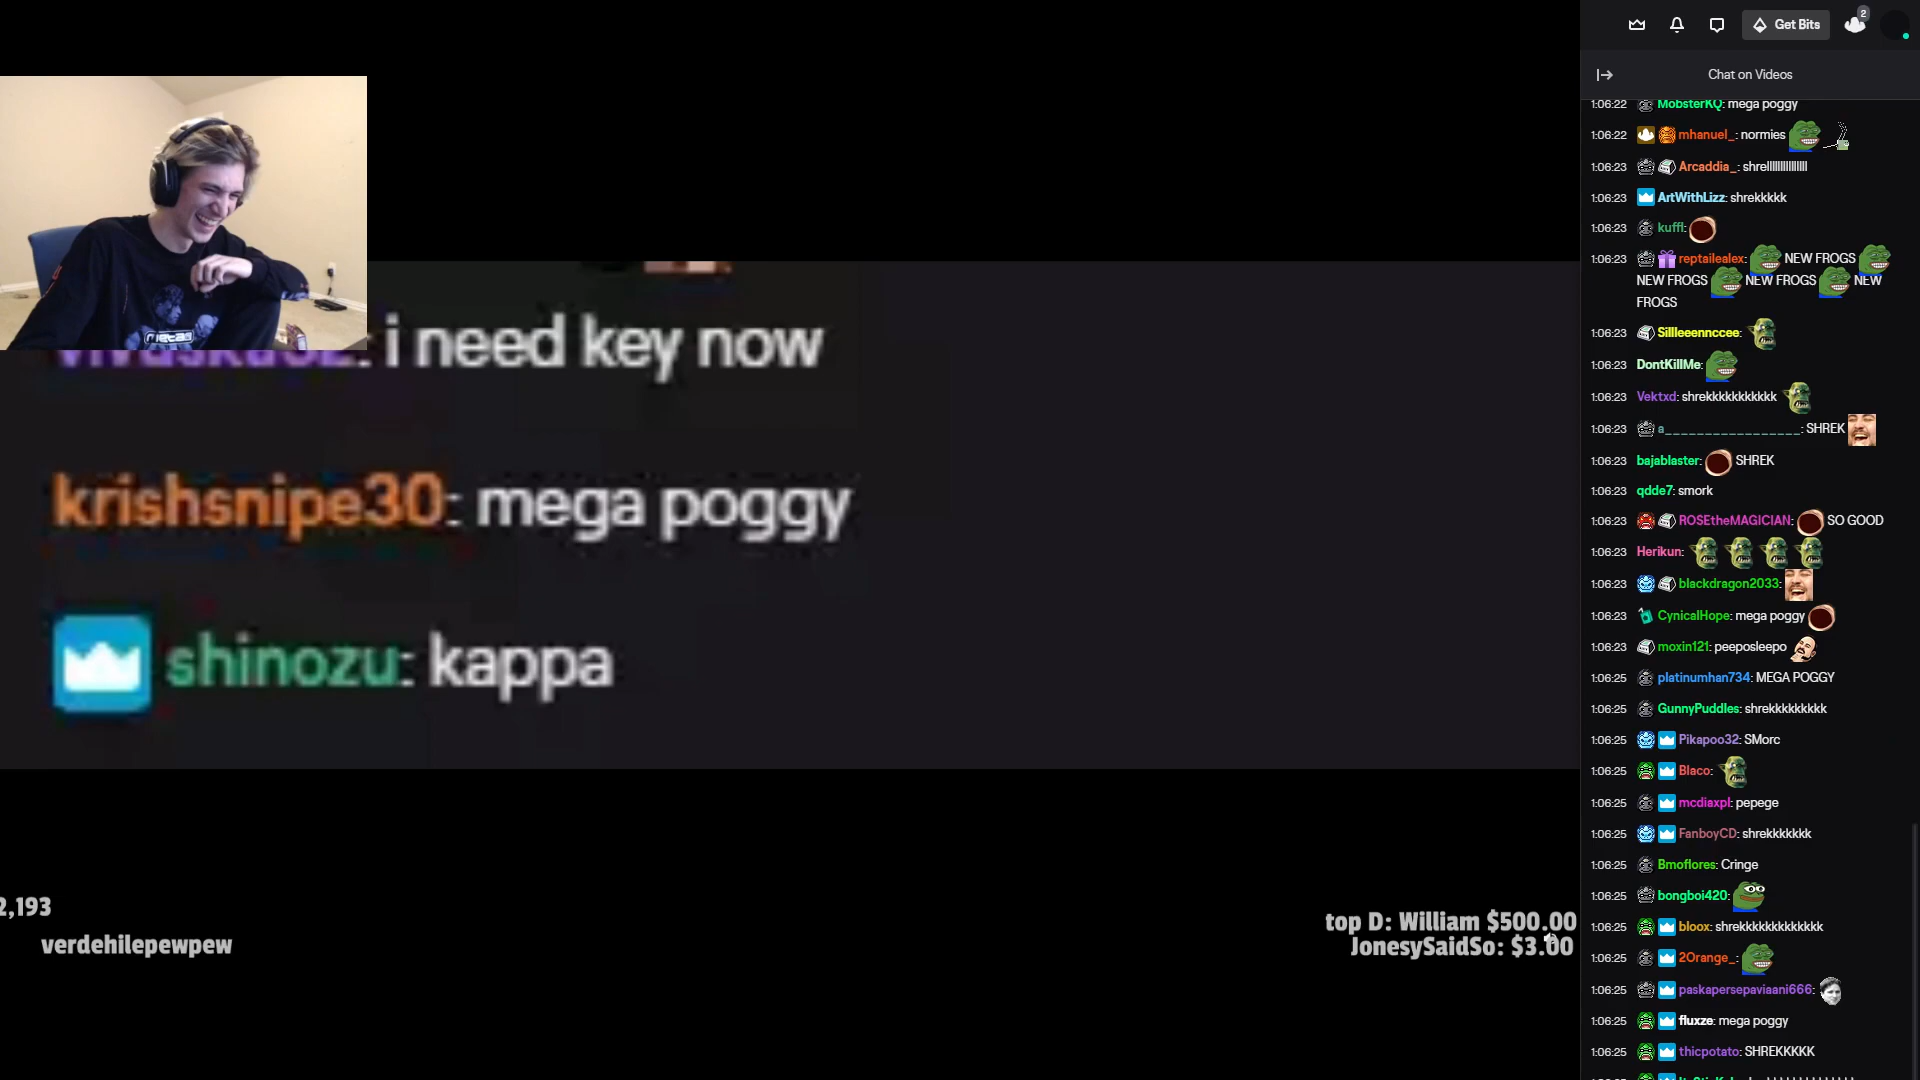 2
Get Bits
Chat on Videos
i need key now
krishsnipe30: mega poggy
shinozu: kappa
2,193
verdehilepewpew
top D: William $500.00
JonesySaidSo: $3.00
1:06:22 MobsterKQ: mega poggy
1:06:22 mhanuel_: normies
1:06:23 Arcaddia_: shrelllllllllllllll
1:06:23 ArtWithLizz: shrekkkkk
1:06:23 kuffl:
1:06:23 reptailealex: NEW FROGS
NEW FROGS NEW FROGS NEW
FROGS
1:06:23 Sillleeennccee:
1:06:23 DontKillMe:
1:06:23 Vektxd: shrekkkkkkkkkkk
1:06:23 a_________________: SHREK
1:06:23 bajablaster: SHREK
1:06:23 qdde7: smork
1:06:23 ROSEtheMAGICIAN: SO GOOD
1:06:23 Herikun:
1:06:23 blackdragon2033:
1:06:23 CynicalHope: mega poggy
1:06:23 moxin121: peeposleepo
1:06:25 platinumhan734: MEGA POGGY
1:06:25 GunnyPuddles: shrekkkkkkkkk
1:06:25 Pikapoo32: SMorc
1:06:25 Blaco:
1:06:25 mcdiaxpl: pepege
1:06:25 FanboyCD: shrekkkkkkk
1:06:25 Bmoflores: Cringe
1:06:25 bongboi420:
1:06:25 bloox: shrekkkkkkkkkkkkk
1:06:25 2Orange_:
1:06:25 paskapersepaviaani666:
1:06:25 fluxze: mega poggy
1:06:25 thicpotato: SHREKKKKK